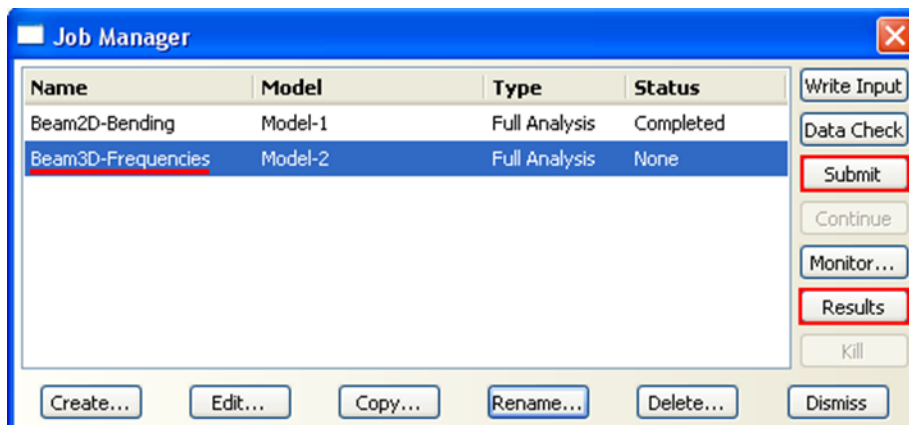 Job Manager
Name Model Type Status
Beam2D-Bending Model-1 Full Analysis Completed
Beam3D-Frequencies Model-2 Full Analysis None
Write Input
Data Check
Submit
Continue
Monitor...
Results
Kill
Create... Edit... Copy... Rename... Delete... Dismiss